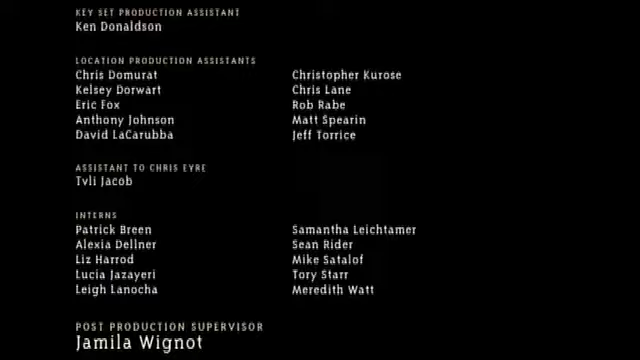 KEY SET PRODUCTION ASSISTANT
Ken Donaldson
LOCATION PRODUCTION ASSISTANTS
Chris Domurat
Kelsey Dorwart
Eric Fox
Anthony Johnson
David LaCarubba
Christopher Kurose
Chris Lane
Rob Rabe
Matt Spearin
Jeff Torrice
ASSISTANT TO CHRIS EYRE
Tvli Jacob
INTERNS
Patrick Breen
Alexia Dellner
Liz Harrod
Lucia Jazayeri
Leigh Lanocha
Samantha Leichtamer
Sean Rider
Mike Satalof
Tory Starr
Meredith Watt
POST PRODUCTION SUPERVISOR
Jamila Wignot